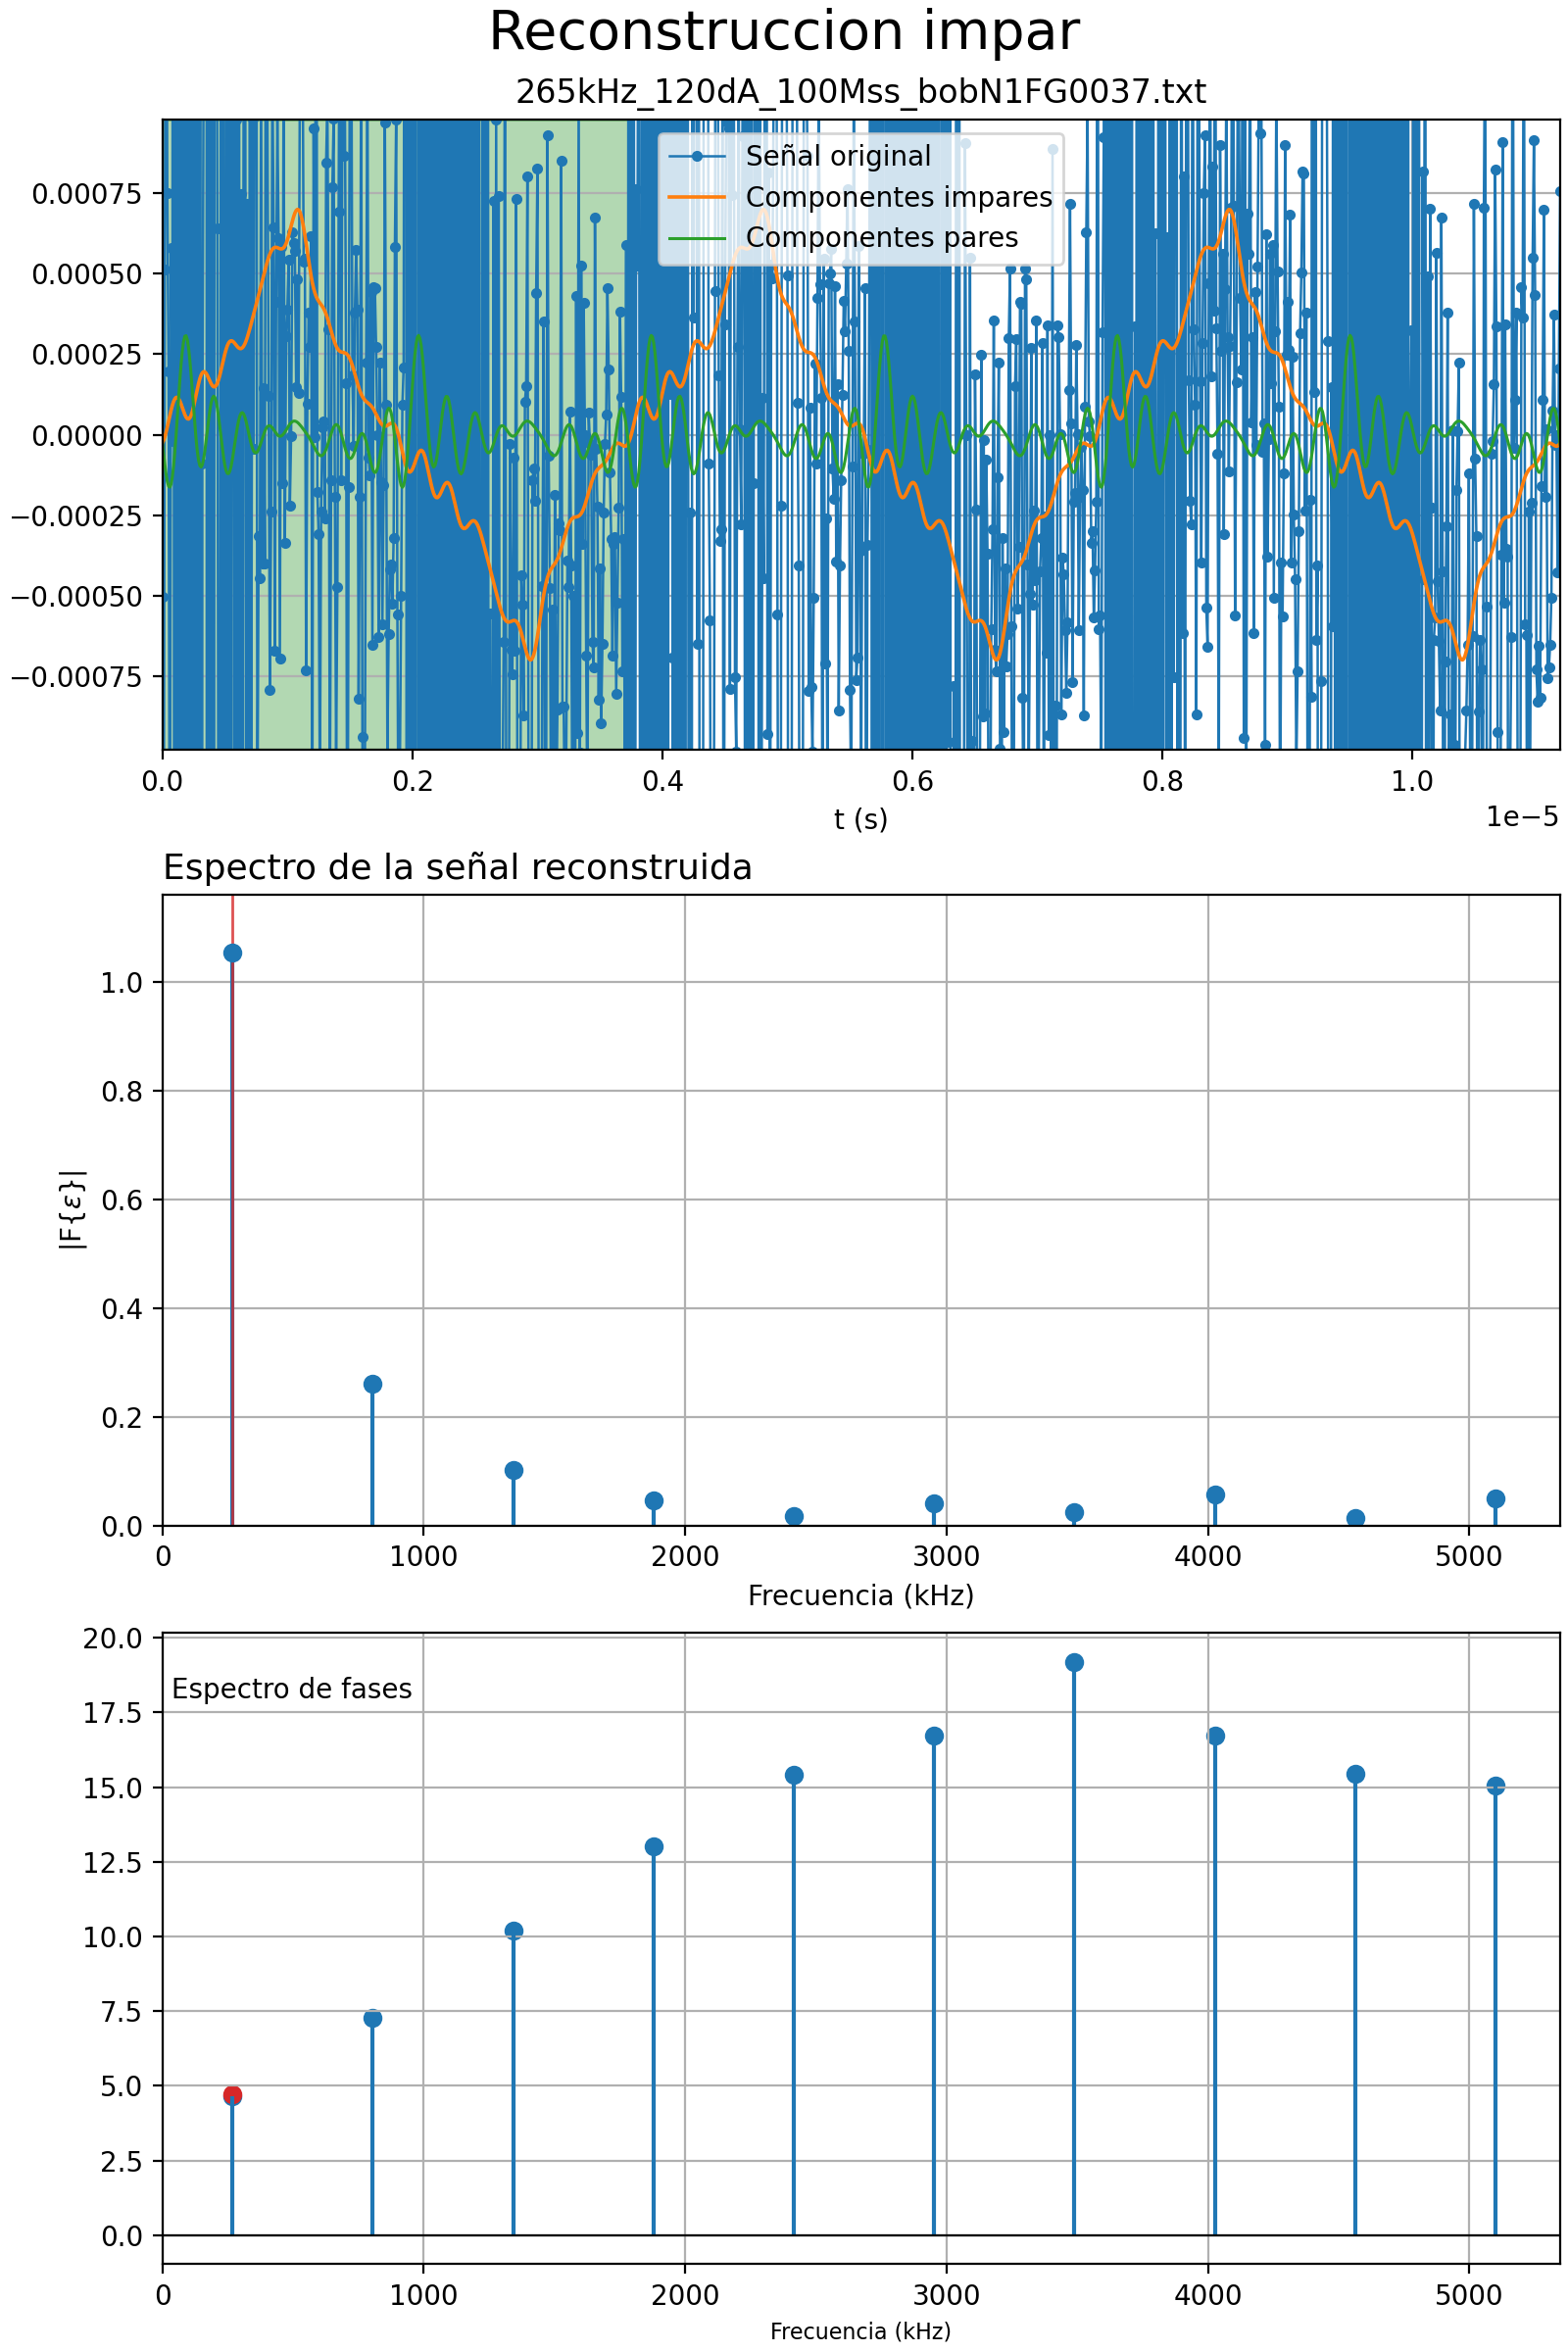 Reconstruccion impar
265kHz_120dA_100Mss_bobN1FG0037.txt
Señal original
Componentes impares
Componentes pares
0.00075
0.00050
0.00025
0.00000
−0.00025
−0.00050
−0.00075
0.0 0.2 0.4 0.6 0.8 1.0
t (s)
1e−5
Espectro de la señal reconstruida
1.0
0.8
0.6
0.4
0.2
0.0
|F{ε}|
0 1000 2000 3000 4000 5000
Frecuencia (kHz)
Espectro de fases
20.0
17.5
15.0
12.5
10.0
7.5
5.0
2.5
0.0
0 1000 2000 3000 4000 5000
Frecuencia (kHz)